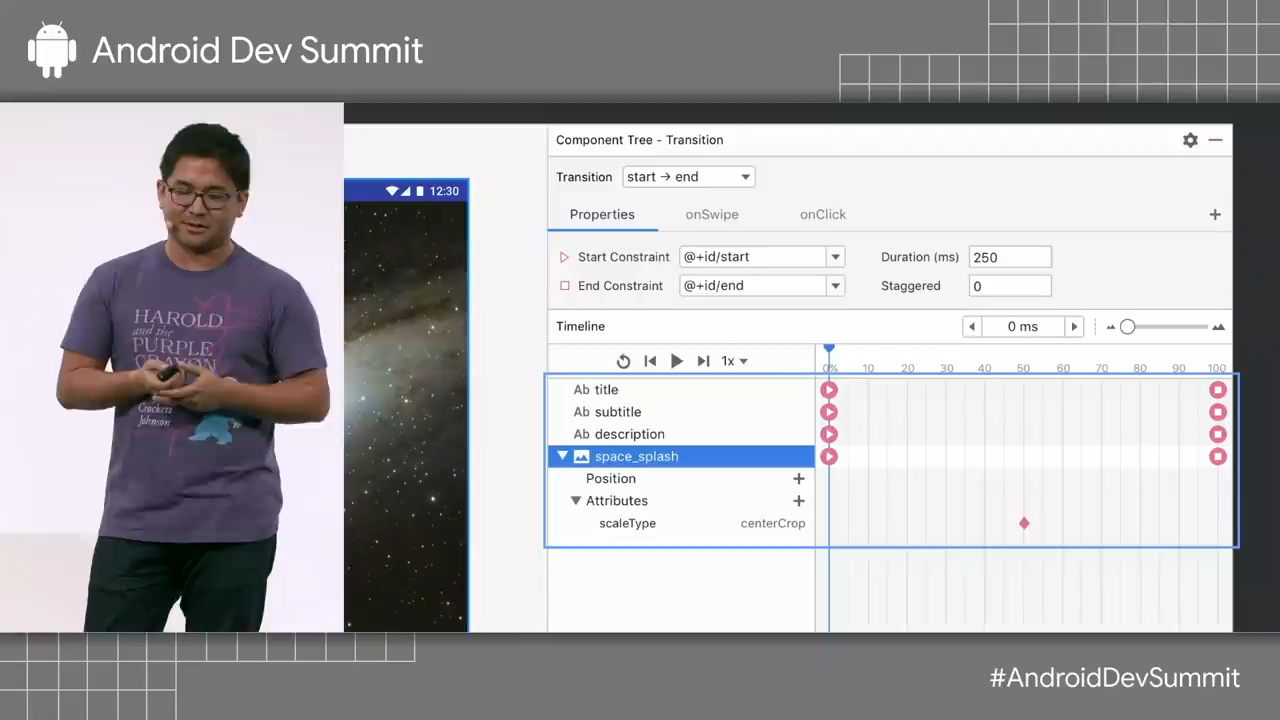 Android Dev Summit
12:30
Component Tree - Transition
Transition start → end
Properties onSwipe onClick +
Start Constraint @+id/start Duration (ms) 250
End Constraint @+id/end Staggered 0
Timeline 0 ms
1x 0% 10 20 30 40 50 60 70 80 90 100
Ab title
Ab subtitle
Ab description
space_splash
Position +
Attributes +
scaleType centerCrop
HAROLD
and the
PURPLE
CRAYON
Crockett
Johnson
#AndroidDevSummit